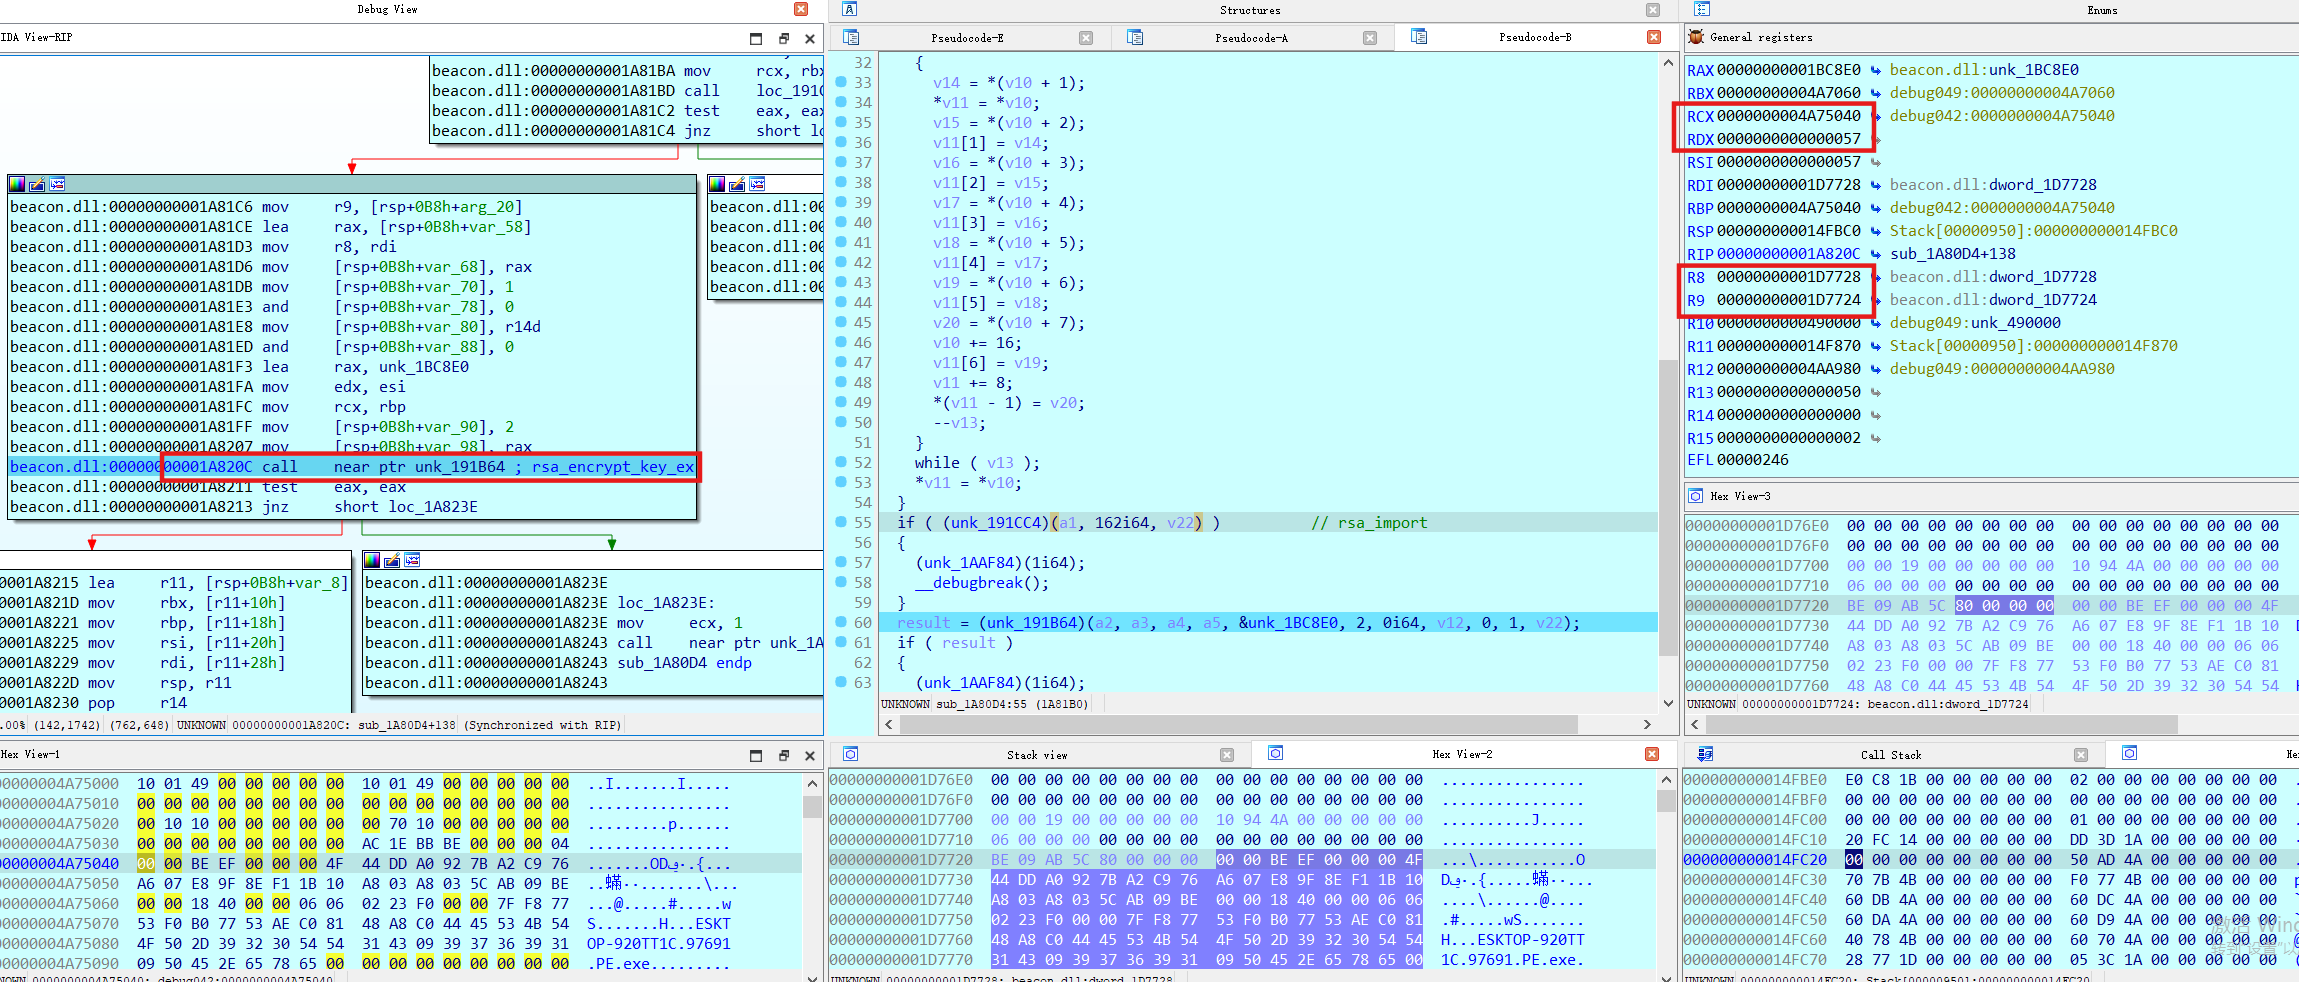 Debug View
Structures
Enums
IDA View-RIP
Pseudocode-E
Pseudocode-A
Pseudocode-B
General registers
beacon.dll:00000000001A81BA mov rcx, rb
beacon.dll:00000000001A81BD call loc_191
beacon.dll:00000000001A81C2 test eax, ea
beacon.dll:00000000001A81C4 jnz short lo
beacon.dll:00000000001A81C6 mov r9, [rsp+0B8h+arg_20]
beacon.dll:00000000001A81CE lea rax, [rsp+0B8h+var_58]
beacon.dll:00000000001A81D3 mov r8, rdi
beacon.dll:00000000001A81D6 mov [rsp+0B8h+var_68], rax
beacon.dll:00000000001A81DB mov [rsp+0B8h+var_70], 1
beacon.dll:00000000001A81E3 and [rsp+0B8h+var_78], 0
beacon.dll:00000000001A81E8 mov [rsp+0B8h+var_80], r14d
beacon.dll:00000000001A81ED and [rsp+0B8h+var_88], 0
beacon.dll:00000000001A81F3 lea rax, unk_1BC8E0
beacon.dll:00000000001A81FA mov edx, esi
beacon.dll:00000000001A81FC mov rcx, rbp
beacon.dll:00000000001A81FF mov [rsp+0B8h+var_90], 2
beacon.dll:00000000001A8207 mov [rsp+0B8h+var_98], rax
beacon.dll:00000000001A820C call near ptr unk_191B64 ; rsa_encrypt_key_ex
beacon.dll:00000000001A8211 test eax, eax
beacon.dll:00000000001A8213 jnz short loc_1A823E
beacon.dll:00
beacon.dll:00
beacon.dll:00
beacon.dll:00
0001A8215 lea r11, [rsp+0B8h+var_8]
0001A821D mov rbx, [r11+10h]
0001A8221 mov rbp, [r11+18h]
0001A8225 mov rsi, [r11+20h]
0001A8229 mov rdi, [r11+28h]
0001A822D mov rsp, r11
0001A8230 pop r14
beacon.dll:00000000001A823E
beacon.dll:00000000001A823E loc_1A823E:
beacon.dll:00000000001A823E mov ecx, 1
beacon.dll:00000000001A8243 call near ptr unk_1A
beacon.dll:00000000001A8243 sub_1A80D4 endp
beacon.dll:00000000001A8243
.00% (142,1742) (762,648) UNKNOWN 00000000001A820C: sub_1A80D4+138 (Synchronized with RIP)
32 {
33 v14 = *(v10 + 1);
34 *v11 = *v10;
35 v15 = *(v10 + 2);
36 v11[1] = v14;
37 v16 = *(v10 + 3);
38 v11[2] = v15;
39 v17 = *(v10 + 4);
40 v11[3] = v16;
41 v18 = *(v10 + 5);
42 v11[4] = v17;
43 v19 = *(v10 + 6);
44 v11[5] = v18;
45 v20 = *(v10 + 7);
46 v10 += 16;
47 v11[6] = v19;
48 v11 += 8;
49 *(v11 - 1) = v20;
50 --v13;
51 }
52 while ( v13 );
53 *v11 = *v10;
54 }
55 if ( (unk_191CC4)(a1, 162i64, v22) ) // rsa_import
56 {
57 (unk_1AAF84)(1i64);
58 __debugbreak();
59 }
60 result = (unk_191B64)(a2, a3, a4, a5, &unk_1BC8E0, 2, 0i64, v12, 0, 1, v22);
61 if ( result )
62 {
63 (unk_1AAF84)(1i64);
UNKNOWN sub_1A80D4:55 (1A81B0)
RAX 00000000001BC8E0 beacon.dll:unk_1BC8E0
RBX 00000000004A7060 debug049:00000000004A7060
RCX 0000000004A75040 debug042:0000000004A75040
RDX 0000000000000057
RSI 0000000000000057
RDI 00000000001D7728 beacon.dll:dword_1D7728
RBP 0000000004A75040 debug042:0000000004A75040
RSP 000000000014FBC0 Stack[00000950]:000000000014FBC0
RIP 00000000001A820C sub_1A80D4+138
R8 00000000001D7728 beacon.dll:dword_1D7728
R9 00000000001D7724 beacon.dll:dword_1D7724
R10 0000000000490000 debug049:unk_490000
R11 000000000014F870 Stack[00000950]:000000000014F870
R12 00000000004AA980 debug049:00000000004AA980
R13 0000000000000050
R14 0000000000000000
R15 0000000000000002
EFL 00000246
Hex View-3
00000000001D76E0 00 00 00 00 00 00 00 00 00 00 00 00 00 00 00 00
00000000001D76F0 00 00 00 00 00 00 00 00 00 00 00 00 00 00 00 00
00000000001D7700 00 00 19 00 00 00 00 00 10 94 4A 00 00 00 00 00
00000000001D7710 06 00 00 00 00 00 00 00 00 00 00 00 00 00 00 00
00000000001D7720 BE 09 AB 5C 80 00 00 00 00 00 BE EF 00 00 00 4F
00000000001D7730 44 DD A0 92 7B A2 C9 76 A6 07 E8 9F 8E F1 1B 10
00000000001D7740 A8 03 A8 03 5C AB 09 BE 00 00 18 40 00 00 06 06
00000000001D7750 02 23 F0 00 00 7F F8 77 53 F0 B0 77 53 AE C0 81
00000000001D7760 48 A8 C0 44 45 53 4B 54 4F 50 2D 39 32 30 54 54
UNKNOWN 00000000001D7724: beacon.dll:dword_1D7724
Hex View-1
00000004A75000 10 01 49 00 00 00 00 00 10 01 49 00 00 00 00 00 ..I.......I.....
00000004A75010 00 00 00 00 00 00 00 00 00 00 00 00 00 00 00 00 ................
00000004A75020 00 10 10 00 00 00 00 00 00 70 10 00 00 00 00 00 .........p......
00000004A75030 00 00 00 00 00 00 00 00 AC 1E BB BE 00 00 00 04
00000004A75040 00 00 BE EF 00 00 00 4F 44 DD A0 92 7B A2 C9 76
00000004A75050 A6 07 E8 9F 8E F1 1B 10 A8 03 A8 03 5C AB 09 BE
00000004A75060 00 00 18 40 00 00 06 06 02 23 F0 00 00 7F F8 77 ...@.....#.....w
00000004A75070 53 F0 B0 77 53 AE C0 81 48 A8 C0 44 45 53 4B 54 S.......H...ESKT
00000004A75080 4F 50 2D 39 32 30 54 54 31 43 09 39 37 36 39 31 OP-920TT1C.97691
00000004A75090 09 50 45 2E 65 78 65 00 00 00 00 00 00 00 00 00 .PE.exe.........
Stack view
Hex View-2
00000000001D76E0 00 00 00 00 00 00 00 00 00 00 00 00 00 00 00 00 ................
00000000001D76F0 00 00 00 00 00 00 00 00 00 00 00 00 00 00 00 00 ................
00000000001D7700 00 00 19 00 00 00 00 00 10 94 4A 00 00 00 00 00 ..........J.....
00000000001D7710 06 00 00 00 00 00 00 00 00 00 00 00 00 00 00 00 ................
00000000001D7720 BE 09 AB 5C 80 00 00 00 00 00 BE EF 00 00 00 4F ...\...........O
00000000001D7730 44 DD A0 92 7B A2 C9 76 A6 07 E8 9F 8E F1 1B 10
00000000001D7740 A8 03 A8 03 5C AB 09 BE 00 00 18 40 00 00 06 06 ....\......@....
00000000001D7750 02 23 F0 00 00 7F F8 77 53 F0 B0 77 53 AE C0 81 .#.....wS.......
00000000001D7760 48 A8 C0 44 45 53 4B 54 4F 50 2D 39 32 30 54 54 H...ESKTOP-920TT
00000000001D7770 31 43 09 39 37 36 39 31 09 50 45 2E 65 78 65 00 1C.97691.PE.exe.
Call Stack
000000000014FBE0 E0 C8 1B 00 00 00 00 00 02 00 00 00 00 00 00 00
000000000014FBF0 00 00 00 00 00 00 00 00 00 00 00 00 00 00 00 00
000000000014FC00 00 00 00 00 00 00 00 00 01 00 00 00 00 00 00 00
000000000014FC10 20 FC 14 00 00 00 00 00 DD 3D 1A 00 00 00 00 00
000000000014FC20 00 00 00 00 00 00 00 00 50 AD 4A 00 00 00 00 00
000000000014FC30 70 7B 4B 00 00 00 00 00 F0 77 4B 00 00 00 00 00
000000000014FC40 60 DB 4A 00 00 00 00 00 60 DC 4A 00 00 00 00 00
000000000014FC50 60 DA 4A 00 00 00 00 00 60 D9 4A 00 00 00 00 00
000000000014FC60 40 78 4B 00 00 00 00 00 60 70 4A 00 00 00 00 00
000000000014FC70 28 77 1D 00 00 00 00 00 05 3C 1A 00 00 00 00 00
激活 Win